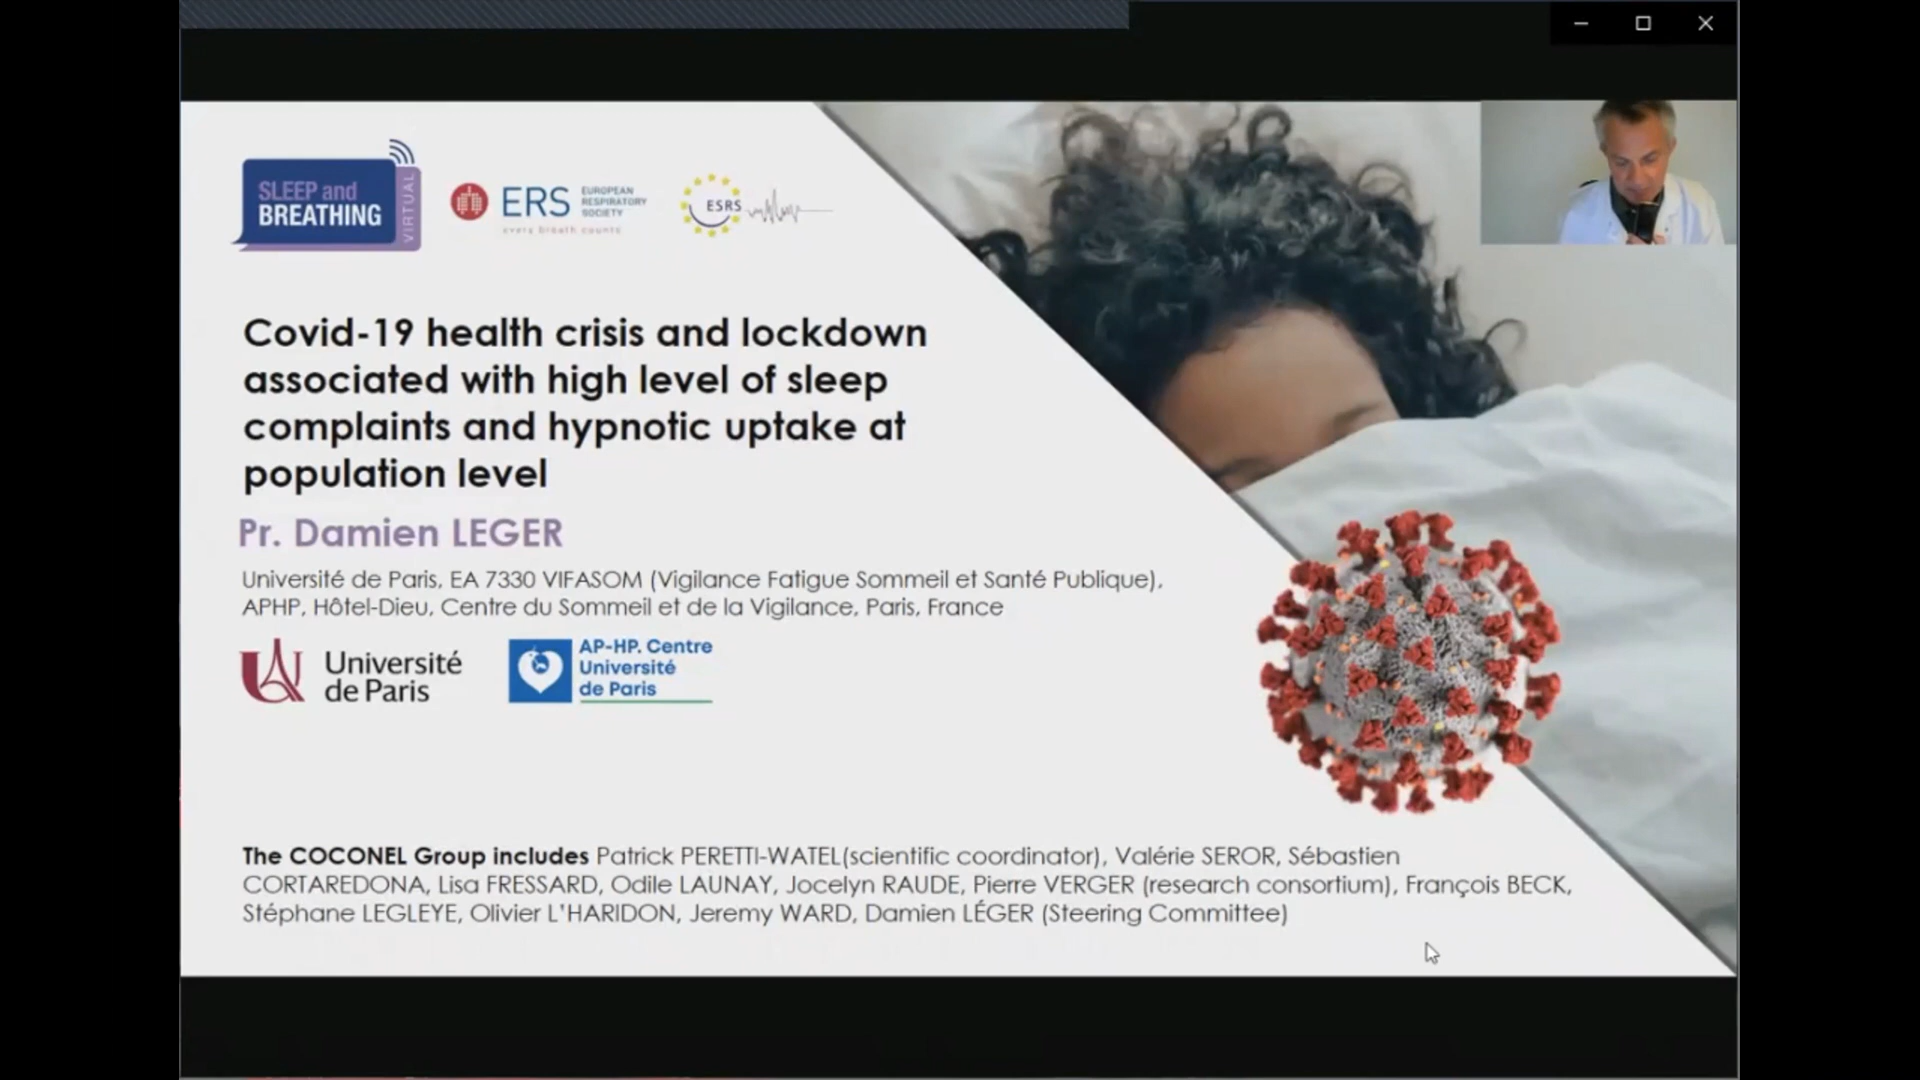 SLEEP and
BREATHING
VIRTUAL
ERS
EUROPEAN
RESPIRATORY
SOCIETY
every breath counts
ESRS
Covid-19 health crisis and lockdown
associated with high level of sleep
complaints and hypnotic uptake at
population level
Pr. Damien LEGER
Université de Paris, EA 7330 VIFASOM (Vigilance Fatigue Sommeil et Santé Publique),
APHP, Hôtel-Dieu, Centre du Sommeil et de la Vigilance, Paris, France
Université
de Paris
AP-HP. Centre
Université
de Paris
The COCONEL Group includes Patrick PERETTI-WATEL(scientific coordinator), Valérie SEROR, Sébastien
CORTAREDONA, Lisa FRESSARD, Odile LAUNAY, Jocelyn RAUDE, Pierre VERGER (research consortium), François BECK,
Stéphane LEGLEYE, Olivier L'HARIDON, Jeremy WARD, Damien LÉGER (Steering Committee)